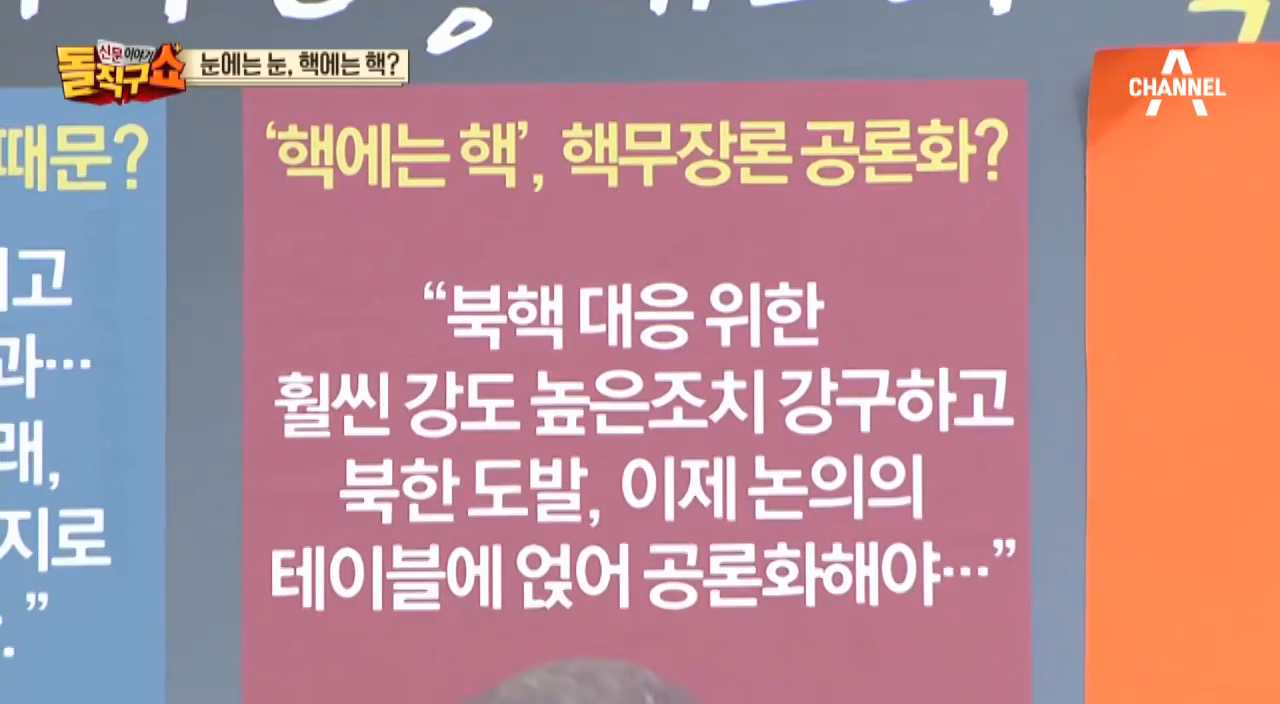 신문이야기
돌직구쇼
눈에는 눈, 핵에는 핵?
CHANNEL A
때문?
고
과…
래,
지로
.”
‘핵에는 핵’, 핵무장론 공론화?
“북핵 대응 위한
훨씬 강도 높은조치 강구하고
북한 도발, 이제 논의의
테이블에 얹어 공론화해야…”